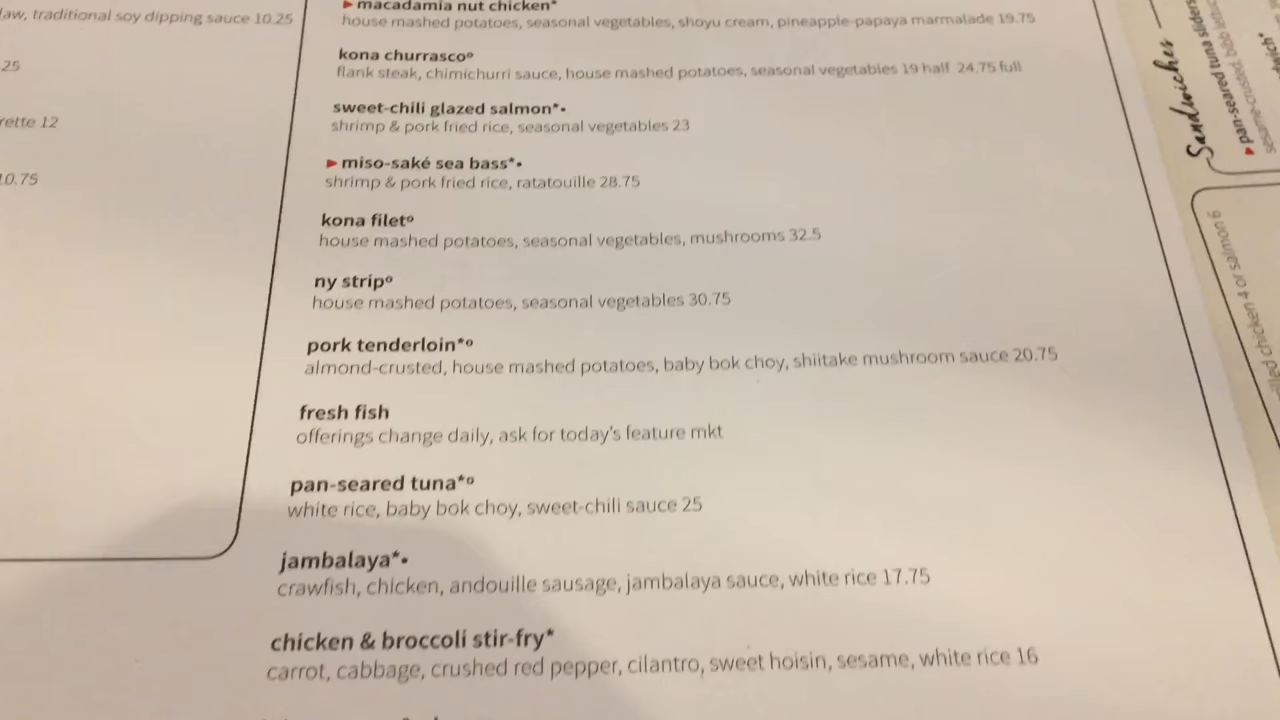 law, traditional soy dipping sauce 10.25
25
rette 12
10.75
▶ macadamia nut chicken*
house mashed potatoes, seasonal vegetables, shoyu cream, pineapple-papaya marmalade 19.75
kona churrascoº
flank steak, chimichurri sauce, house mashed potatoes, seasonal vegetables 19 half 24.75 full
sweet-chili glazed salmon*•
shrimp & pork fried rice, seasonal vegetables 23
▶ miso-saké sea bass*•
shrimp & pork fried rice, ratatouille 28.75
kona filetº
house mashed potatoes, seasonal vegetables, mushrooms 32.5
ny stripº
house mashed potatoes, seasonal vegetables 30.75
pork tenderloin*º
almond-crusted, house mashed potatoes, baby bok choy, shiitake mushroom sauce 20.75
fresh fish
offerings change daily, ask for today's feature mkt
pan-seared tuna*º
white rice, baby bok choy, sweet-chili sauce 25
jambalaya*•
crawfish, chicken, andouille sausage, jambalaya sauce, white rice 17.75
chicken & broccoli stir-fry*
carrot, cabbage, crushed red pepper, cilantro, sweet hoisin, sesame, white rice 16
Sandwiches
▶ pan-seared tuna sliders
sesame-crusted, bibb
chicken 4 or salmon 6